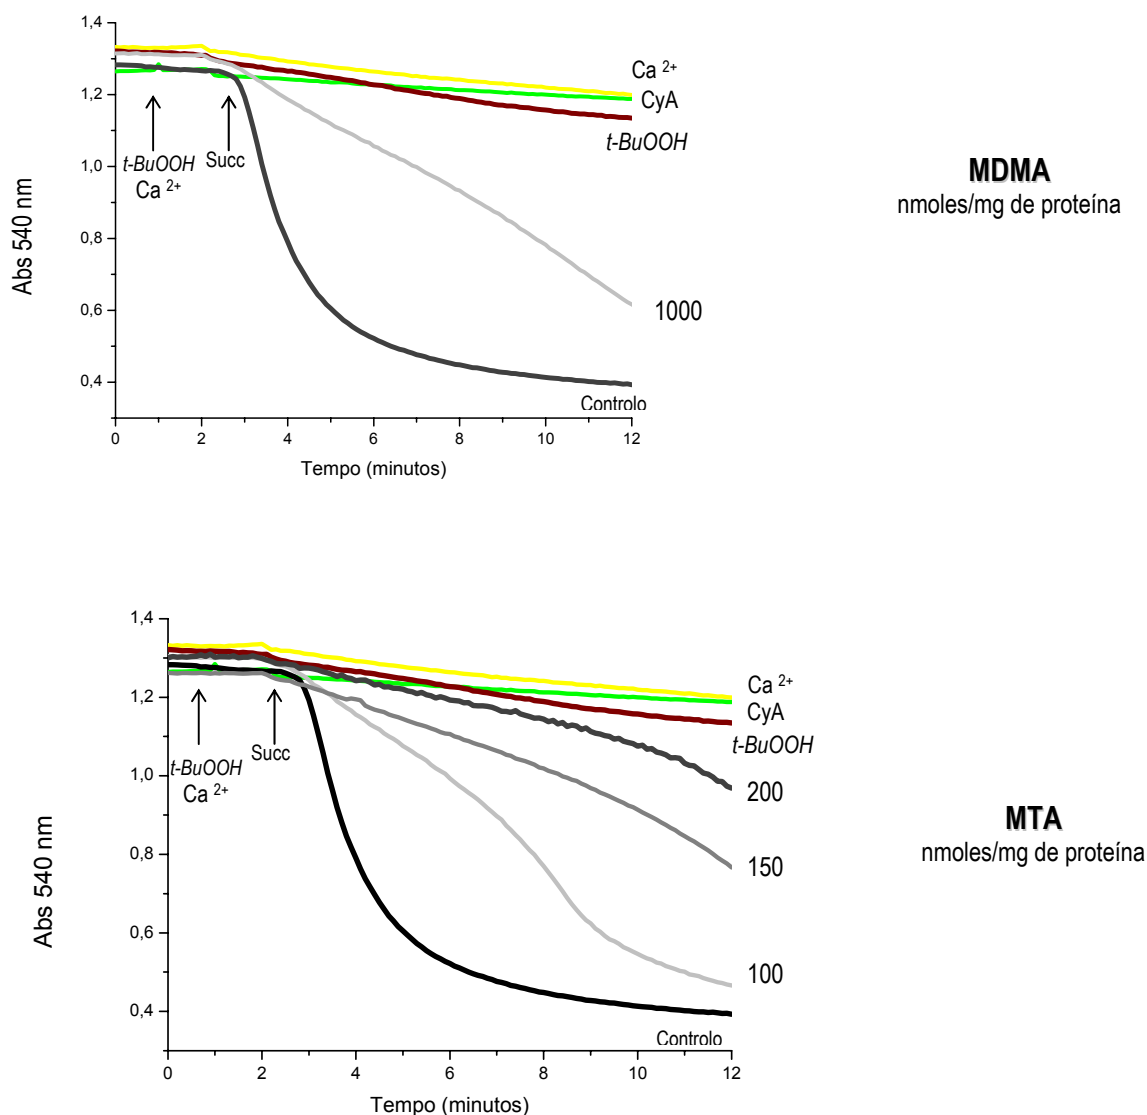 1,4
1,2
1,0
0,8
0,6
0,4
Abs 540 nm
t-BuOOH
Ca 2+
Succ
Ca 2+
CyA
t-BuOOH
1000
Controlo
0 2 4 6 8 10 12
Tempo (minutos)
MDMA
nmoles/mg de proteína
1,4
1,2
1,0
0,8
0,6
0,4
Abs 540 nm
t-BuOOH
Ca 2+
Succ
Ca 2+
CyA
t-BuOOH
200
150
100
Controlo
0 2 4 6 8 10 12
Tempo (minutos)
MTA
nmoles/mg de proteína